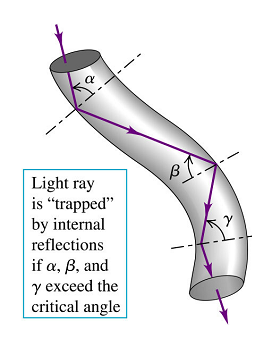 α
β
γ
Light ray
is “trapped”
by internal
reflections
if α, β, and
γ exceed the
critical angle